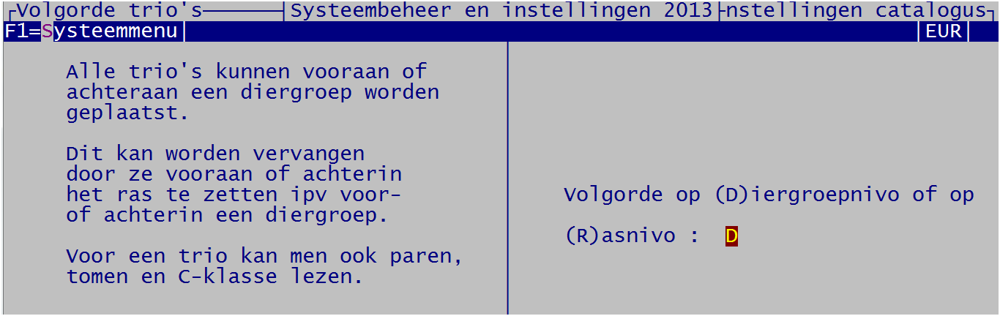 Volgorde trio's Systeembeheer en instellingen 2013 nstellingen catalogus
F1=Systeemmenu EUR
Alle trio's kunnen vooraan of
achteraan een diergroep worden
geplaatst.
Dit kan worden vervangen
door ze vooraan of achterin
het ras te zetten ipv voor-
of achterin een diergroep.
Voor een trio kan men ook paren,
tomen en C-klasse lezen.
Volgorde op (D)iergroepnivo of op
(R)asnivo : D